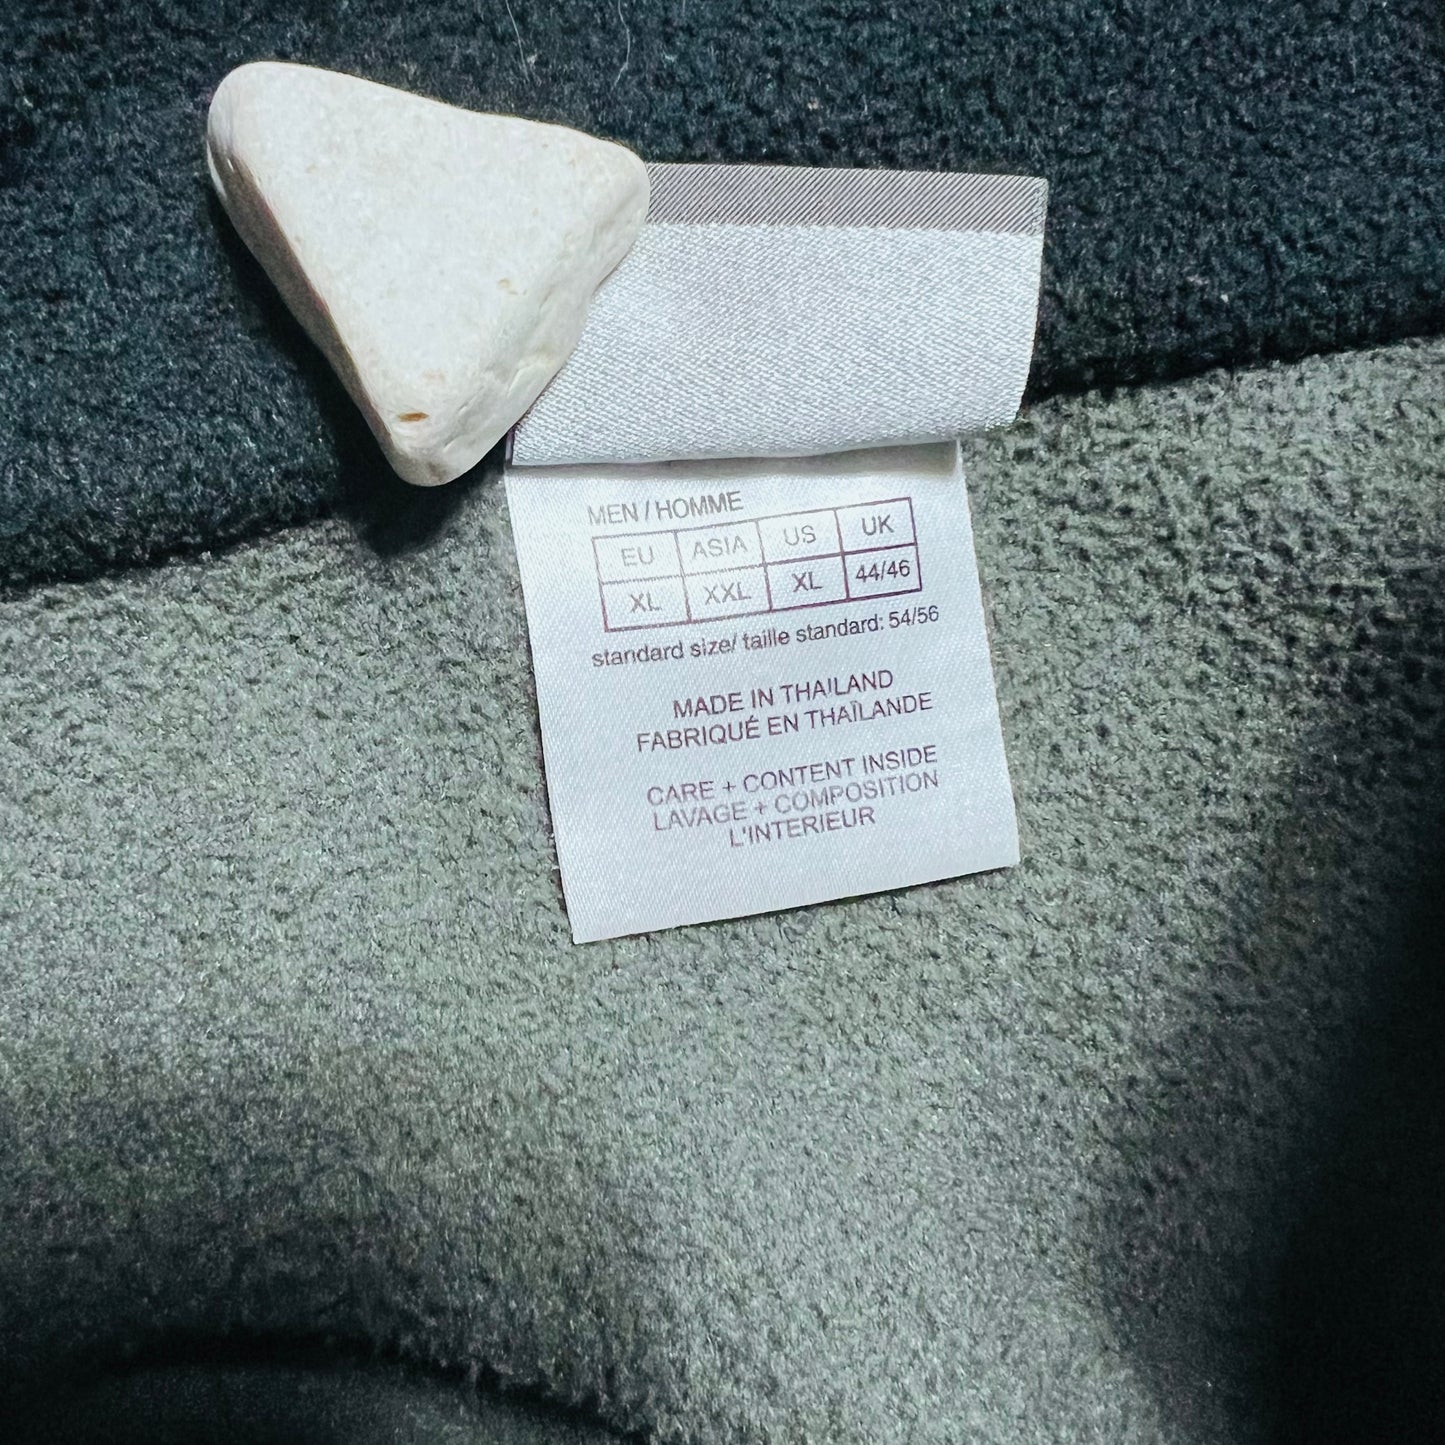 MEN / HOMME
EU ASIA US UK
XL XXL XL 44/46
standard size/ taille standard: 54/56
MADE IN THAILAND
FABRIQUÉ EN THAÏLANDE
CARE + CONTENT INSIDE
LAVAGE + COMPOSITION
L'INTERIEUR